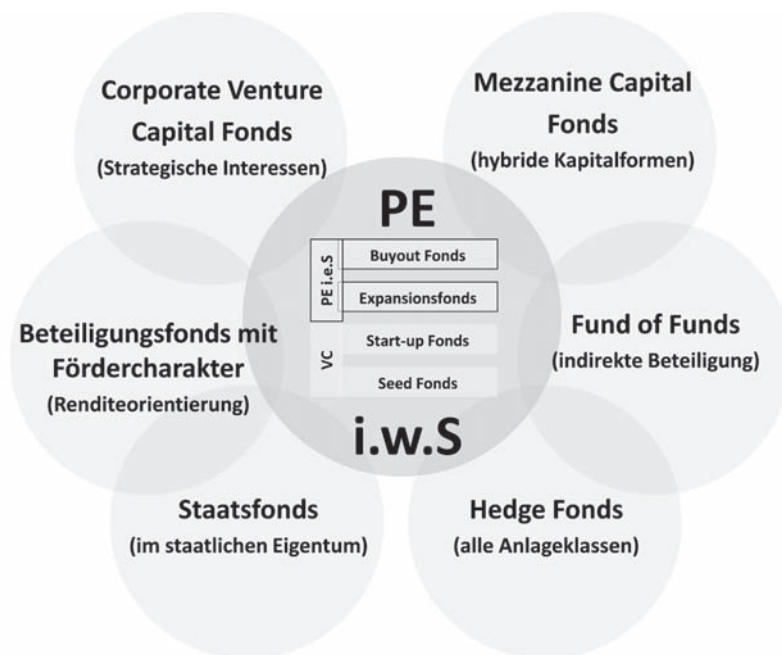 Corporate Venture
Capital Fonds
(Strategische Interessen)
Mezzanine Capital
Fonds
(hybride Kapitalformen)
PE
PE i.e.S
Buyout Fonds
Expansionsfonds
VC
Start-up Fonds
Seed Fonds
i.w.S
Beteiligungsfonds mit
Fördercharakter
(Renditeorientierung)
Fund of Funds
(indirekte Beteiligung)
Staatsfonds
(im staatlichen Eigentum)
Hedge Fonds
(alle Anlageklassen)